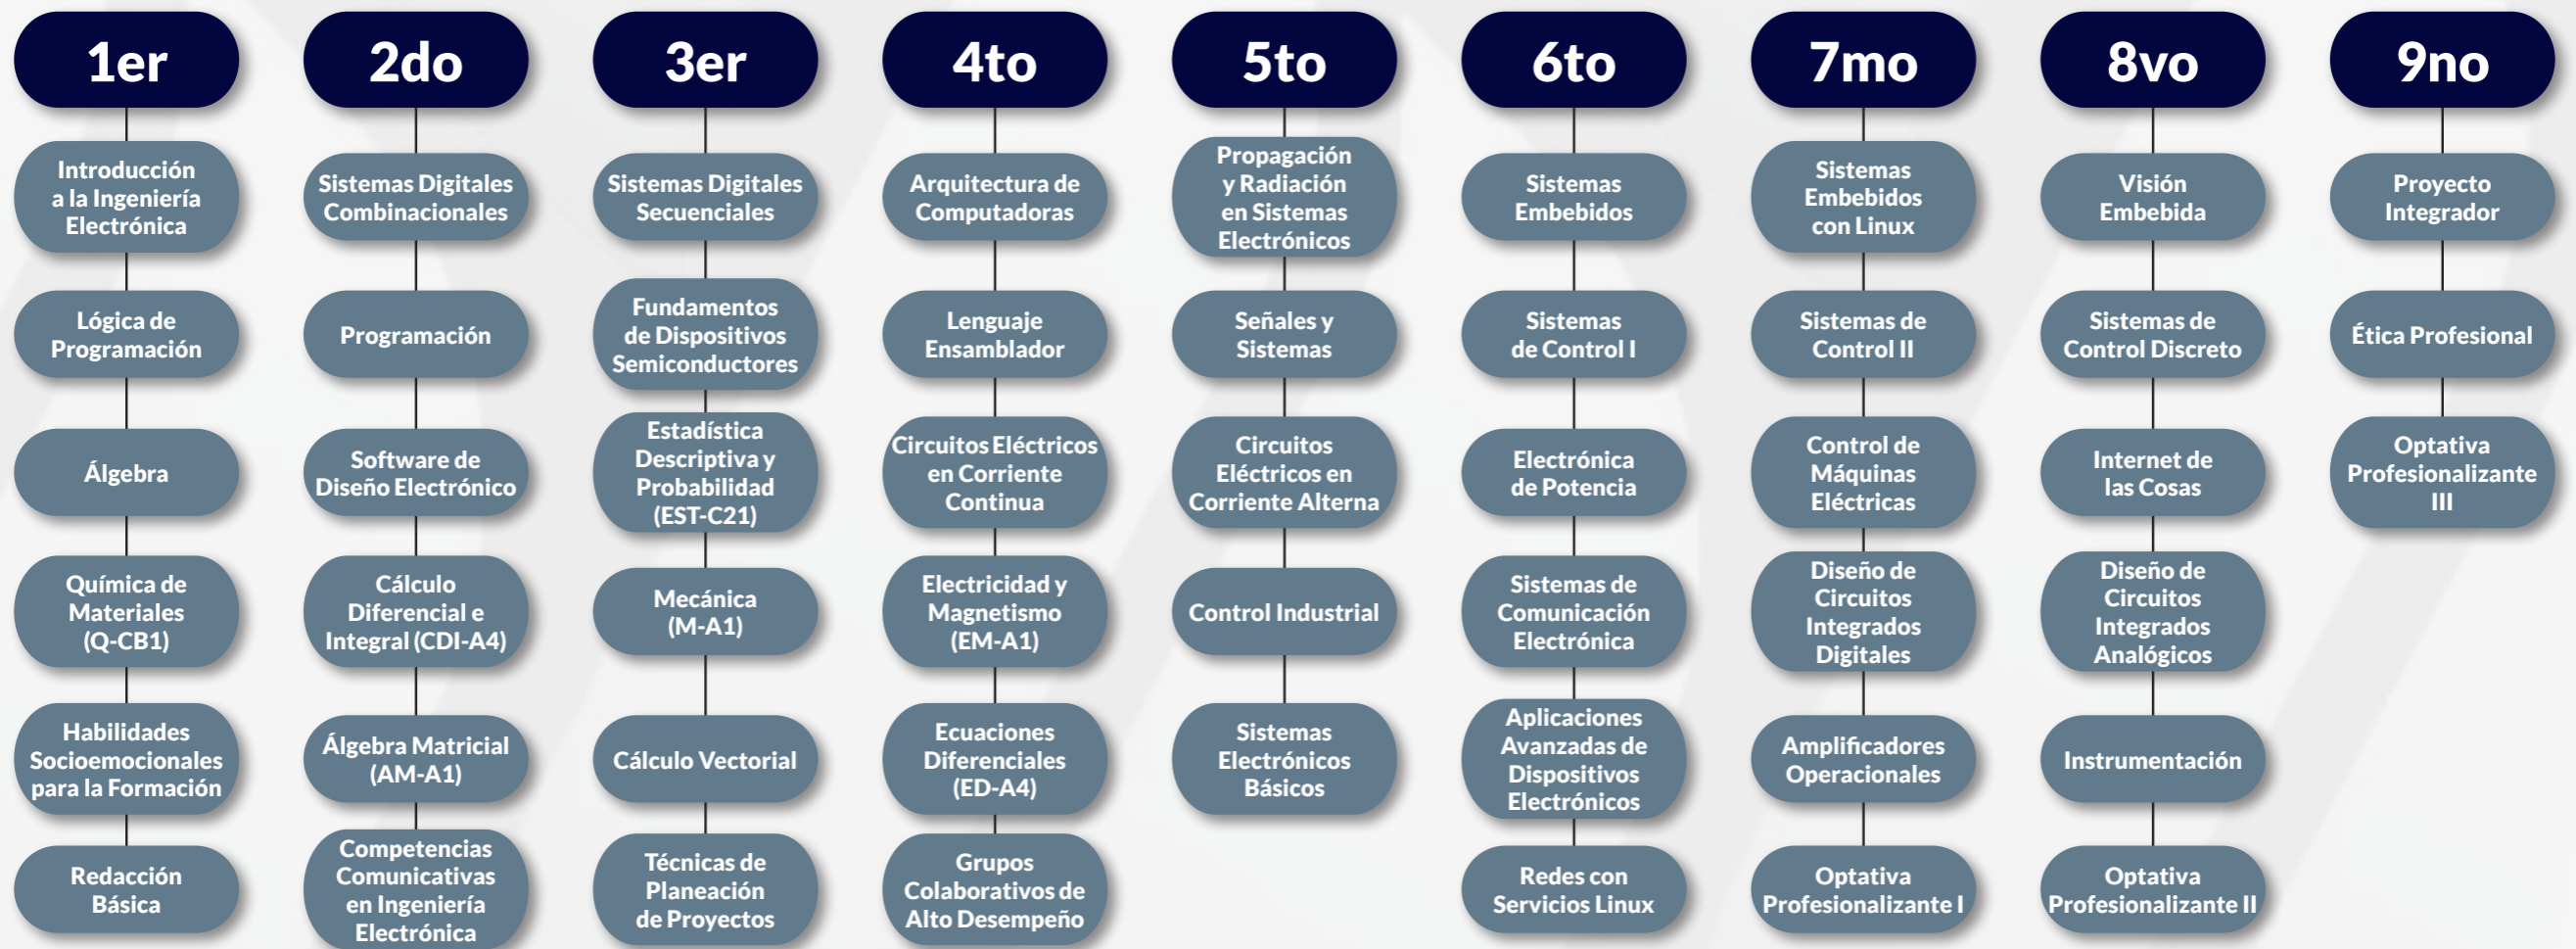 1er
Introducción
a la Ingeniería
Electrónica
Lógica de
Programación
Álgebra
Química de
Materiales
(Q-CB1)
Habilidades
Socioemocionales
para la Formación
Redacción
Básica
2do
Sistemas Digitales
Combinacionales
Programación
Software de
Diseño Electrónico
Cálculo
Diferencial e
Integral (CDI-A4)
Álgebra Matricial
(AM-A1)
Competencias
Comunicativas
en Ingeniería
Electrónica
3er
Sistemas Digitales
Secuenciales
Fundamentos
de Dispositivos
Semiconductores
Estadística
Descriptiva y
Probabilidad
(EST-C21)
Mecánica
(M-A1)
Cálculo Vectorial
Técnicas de
Planeación
de Proyectos
4to
Arquitectura de
Computadoras
Lenguaje
Ensamblador
Circuitos Eléctricos
en Corriente
Continua
Electricidad y
Magnetismo
(EM-A1)
Ecuaciones
Diferenciales
(ED-A4)
Grupos
Colaborativos de
Alto Desempeño
5to
Propagación
y Radiación
en Sistemas
Electrónicos
Señales y
Sistemas
Circuitos
Eléctricos en
Corriente Alterna
Control Industrial
Sistemas
Electrónicos
Básicos
6to
Sistemas
Embebidos
Sistemas
de Control I
Electrónica
de Potencia
Sistemas de
Comunicación
Electrónica
Aplicaciones
Avanzadas de
Dispositivos
Electrónicos
Redes con
Servicios Linux
7mo
Sistemas
Embebidos
con Linux
Sistemas de
Control II
Control de
Máquinas
Eléctricas
Diseño de
Circuitos
Integrados
Digitales
Amplificadores
Operacionales
Optativa
Profesionalizante I
8vo
Visión
Embebida
Sistemas de
Control Discreto
Internet de
las Cosas
Diseño de
Circuitos
Integrados
Analógicos
Instrumentación
Optativa
Profesionalizante II
9no
Proyecto
Integrador
Ética Profesional
Optativa
Profesionalizante
III